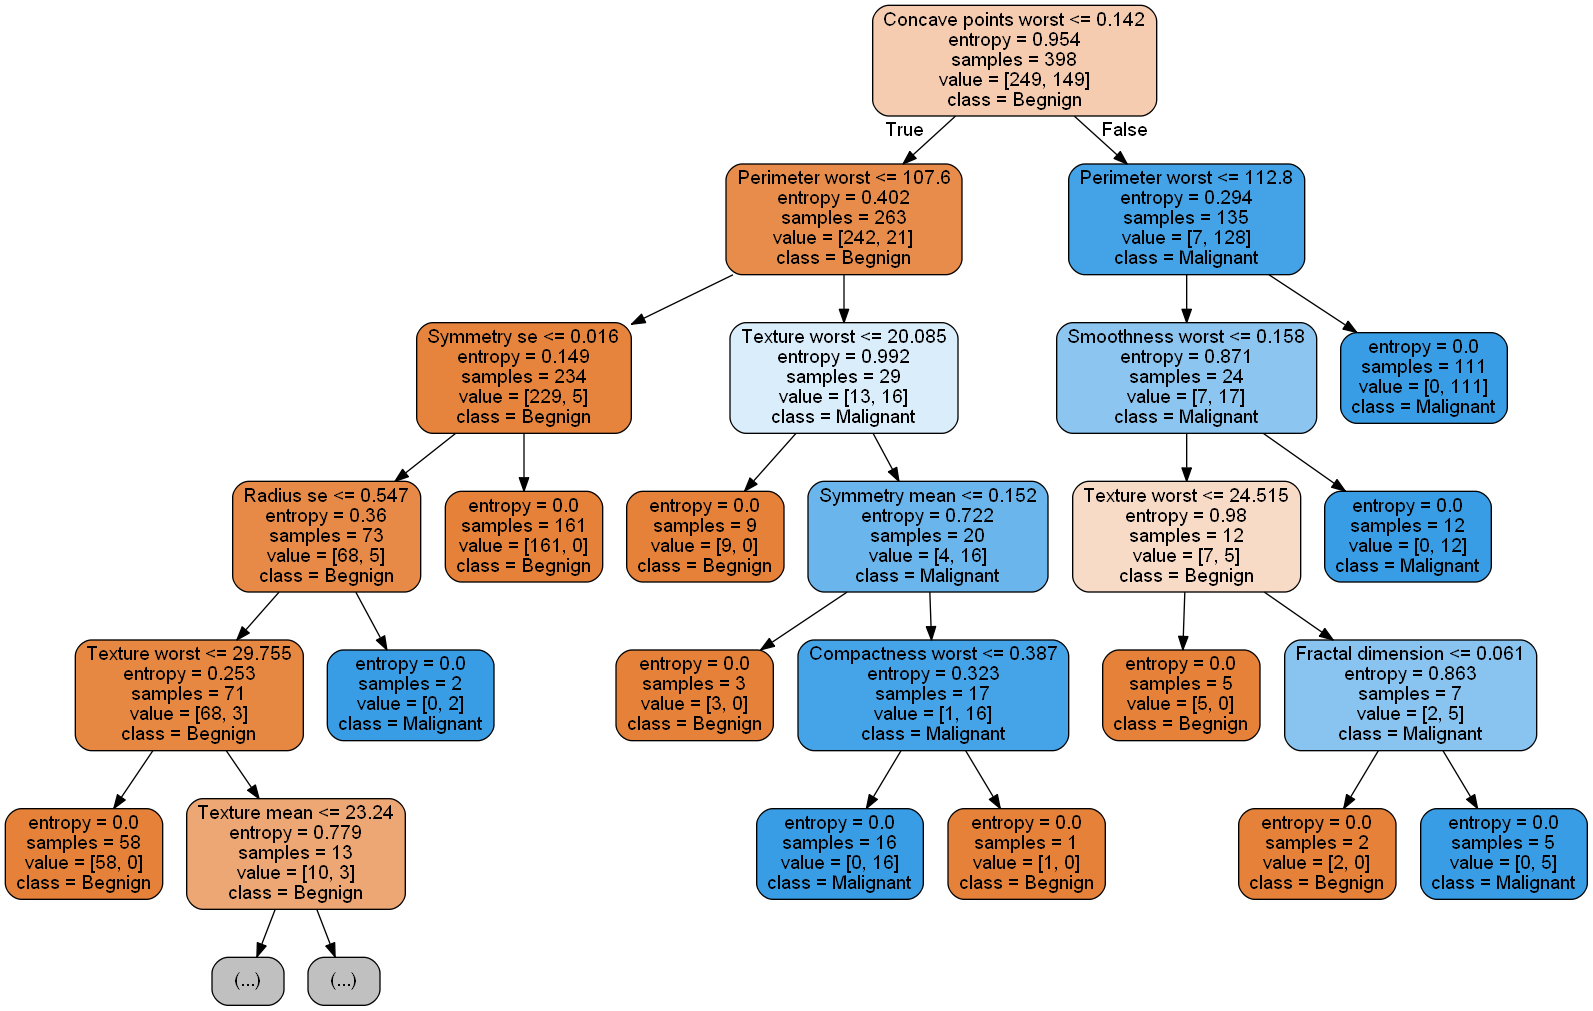 Concave points worst <= 0.142
entropy = 0.954
samples = 398
value = [249, 149]
class = Begnign
True
False
Perimeter worst <= 107.6
entropy = 0.402
samples = 263
value = [242, 21]
class = Begnign
Perimeter worst <= 112.8
entropy = 0.294
samples = 135
value = [7, 128]
class = Malignant
Symmetry se <= 0.016
entropy = 0.149
samples = 234
value = [229, 5]
class = Begnign
Texture worst <= 20.085
entropy = 0.992
samples = 29
value = [13, 16]
class = Malignant
Smoothness worst <= 0.158
entropy = 0.871
samples = 24
value = [7, 17]
class = Malignant
entropy = 0.0
samples = 111
value = [0, 111]
class = Malignant
Radius se <= 0.547
entropy = 0.36
samples = 73
value = [68, 5]
class = Begnign
entropy = 0.0
samples = 161
value = [161, 0]
class = Begnign
entropy = 0.0
samples = 9
value = [9, 0]
class = Begnign
Symmetry mean <= 0.152
entropy = 0.722
samples = 20
value = [4, 16]
class = Malignant
Texture worst <= 24.515
entropy = 0.98
samples = 12
value = [7, 5]
class = Begnign
entropy = 0.0
samples = 12
value = [0, 12]
class = Malignant
Texture worst <= 29.755
entropy = 0.253
samples = 71
value = [68, 3]
class = Begnign
entropy = 0.0
samples = 2
value = [0, 2]
class = Malignant
entropy = 0.0
samples = 3
value = [3, 0]
class = Begnign
Compactness worst <= 0.387
entropy = 0.323
samples = 17
value = [1, 16]
class = Malignant
entropy = 0.0
samples = 5
value = [5, 0]
class = Begnign
Fractal dimension <= 0.061
entropy = 0.863
samples = 7
value = [2, 5]
class = Malignant
entropy = 0.0
samples = 58
value = [58, 0]
class = Begnign
Texture mean <= 23.24
entropy = 0.779
samples = 13
value = [10, 3]
class = Begnign
entropy = 0.0
samples = 16
value = [0, 16]
class = Malignant
entropy = 0.0
samples = 1
value = [1, 0]
class = Begnign
entropy = 0.0
samples = 2
value = [2, 0]
class = Begnign
entropy = 0.0
samples = 5
value = [0, 5]
class = Malignant
(...)
(...)